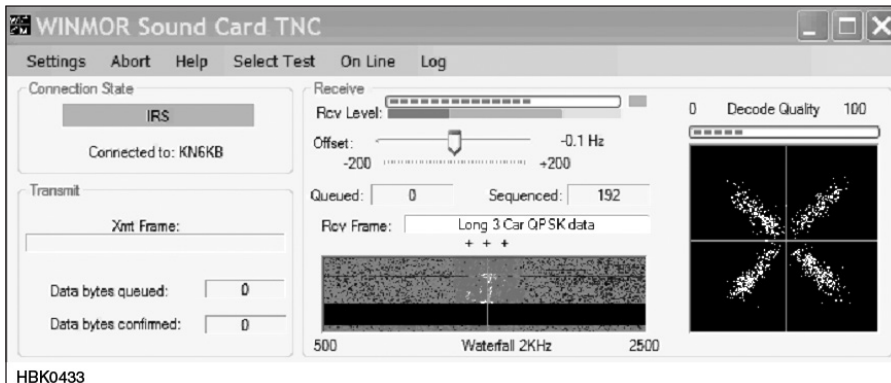 WINMOR Sound Card TNC
Settings Abort Help Select Test On Line Log
Connection State
IRS
Connected to: KN6KB
Transmit
Xmt Frame:
Data bytes queued: 0
Data bytes confirmed: 0
Receive
Rcv Level:
Offset: -0.1 Hz
-200 +200
Queued: 0 Sequenced: 192
Rcv Frame: Long 3 Car QPSK data
+ + +
500 Waterfall 2KHz 2500
0 Decode Quality 100
HBK0433